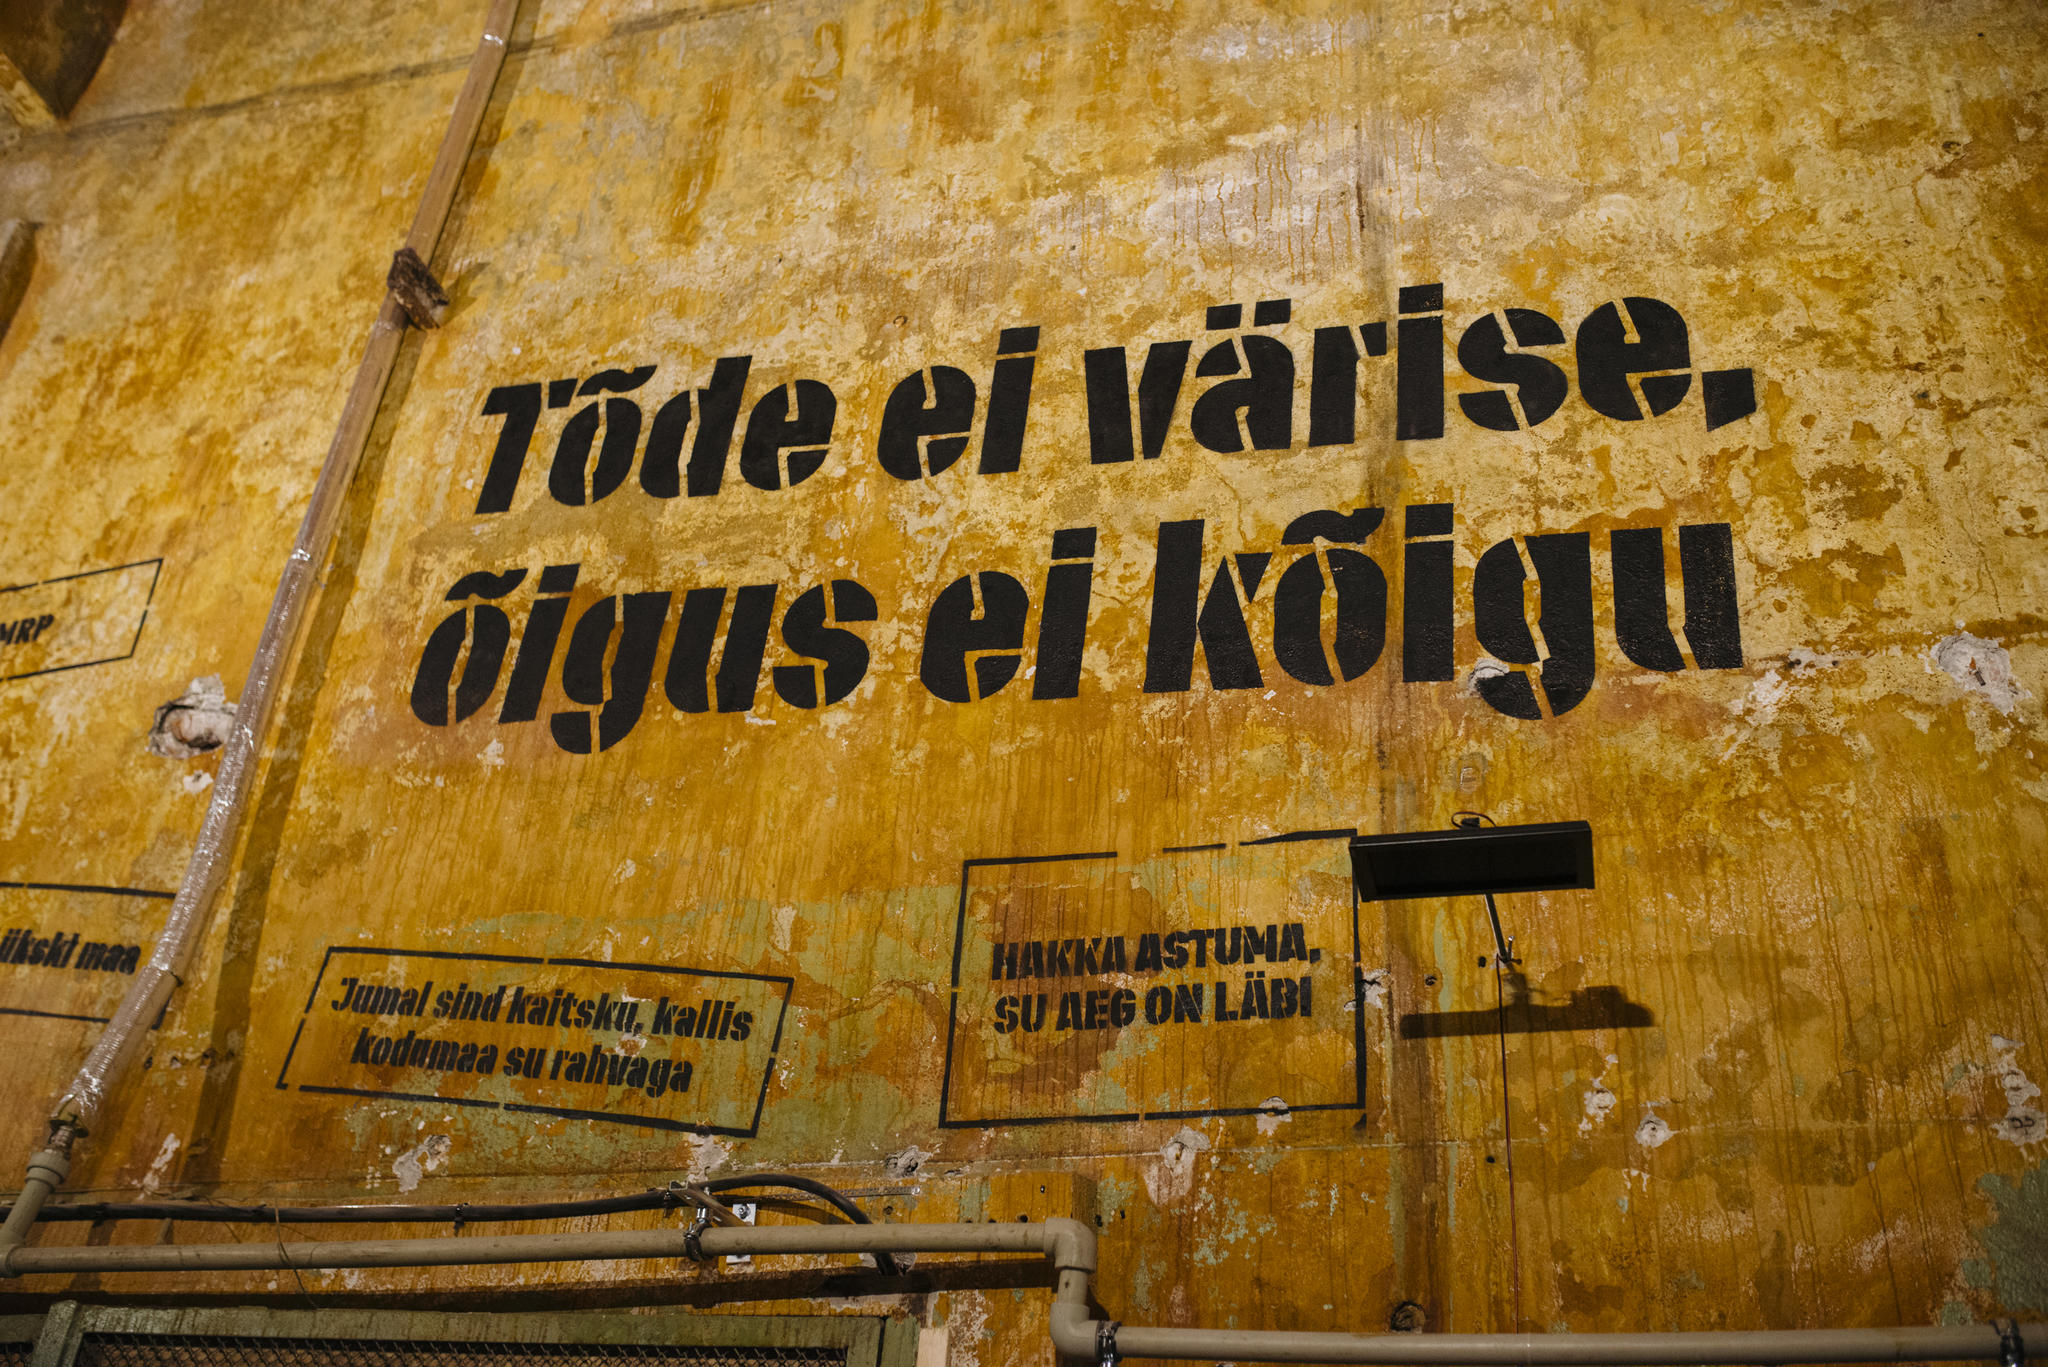 Tõde ei värise,
õigus ei kõigu
MRP
ükski maa
Jumal sind kaitsku, kallis
kodumaa su rahvaga
HAKKA ASTUMA,
SU AEG ON LÄBI